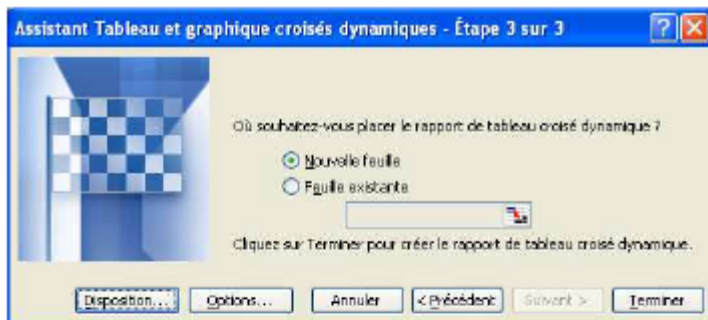 Assistant Tableau et graphique croisés dynamiques - Étape 3 sur 3
Où souhaitez-vous placer le rapport de tableau croisé dynamique ?
Nouvelle feuille
Feuille existante
Cliquez sur Terminer pour créer le rapport de tableau croisé dynamique.
Disposition... Options... Annuler < Précédent Suivant > Terminer